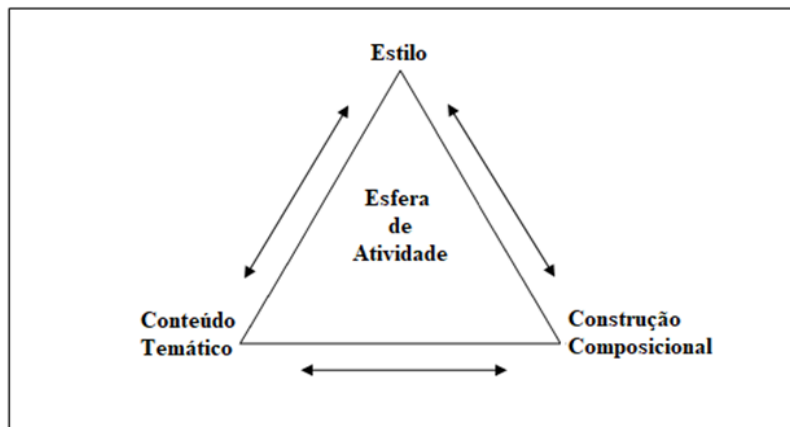 Estilo
Esfera
de
Atividade
Conteúdo
Temático
Construção
Composicional